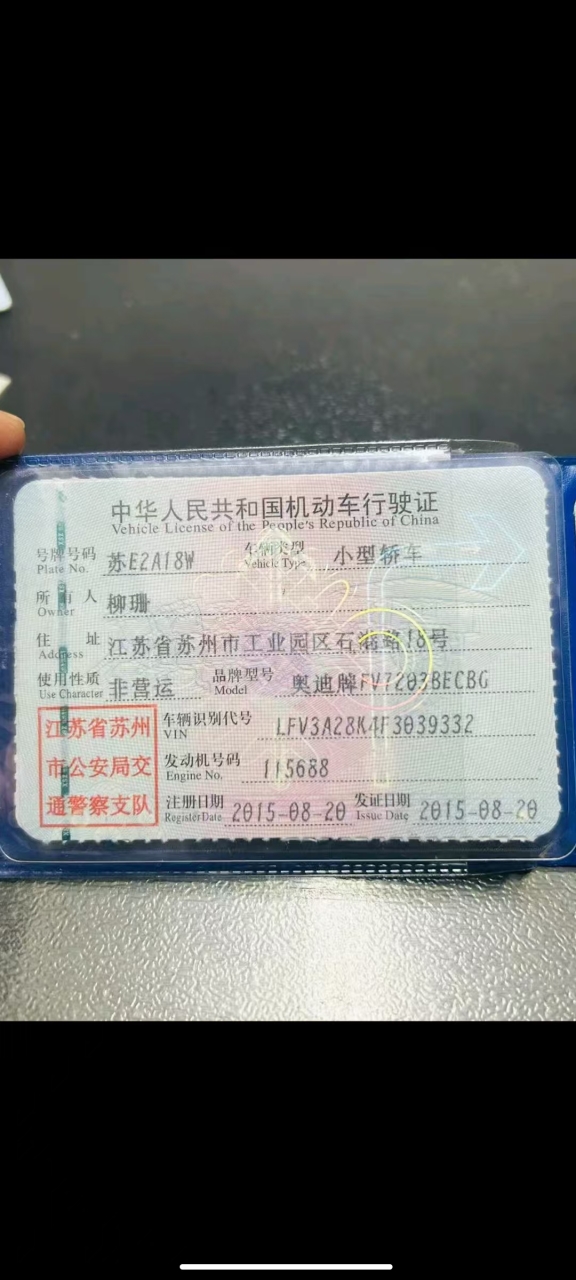 中华人民共和国机动车行驶证
Vehicle License of the People's Republic of China
号牌号码 苏E2A18W 车辆类型 小型轿车
Plate No. Vehicle Type
所有人 柳珊
Owner
住址 江苏省苏州市工业园区石港路18号
Address
使用性质 非营运 品牌型号 奥迪牌FV7203BECBG
Use Character Model
江苏省苏州
市公安局交
通警察支队
车辆识别代号 LFV3A28K4F3039332
VIN
发动机号码 115688
Engine No.
注册日期 2015-08-20 发证日期 2015-08-20
Register Date Issue Date